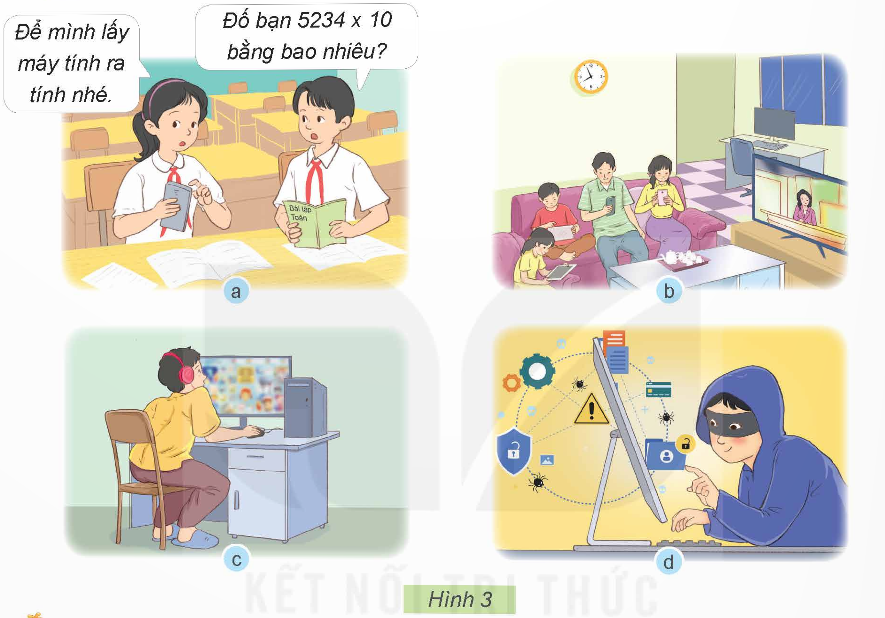 Để mình lấy
máy tính ra
tính nhé.
Đố bạn 5234 x 10
bằng bao nhiêu?
Bài tập
Toán
a
b
c
d
KẾT NỐI TRI THỨC
Hình 3